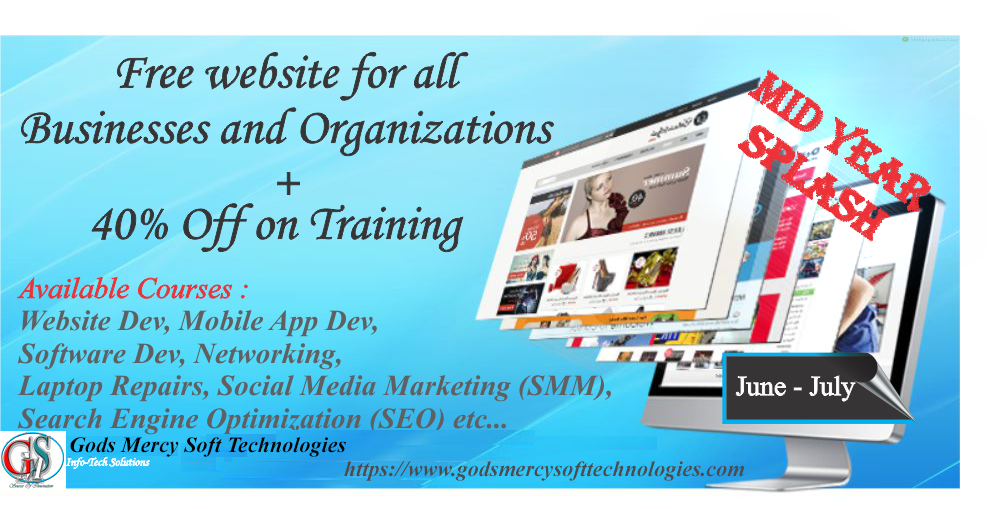 Free website for all
Businesses and Organizations
+
40% Off on Training
MID YEAR
SPLASH
Available Courses :
Website Dev, Mobile App Dev,
Software Dev, Networking,
Laptop Repairs, Social Media Marketing (SMM),
Search Engine Optimization (SEO) etc...
June - July
GMS
Gods Mercy Soft Technologies
Info-Tech Solutions
https://www.godsmercysofttechnologies.com